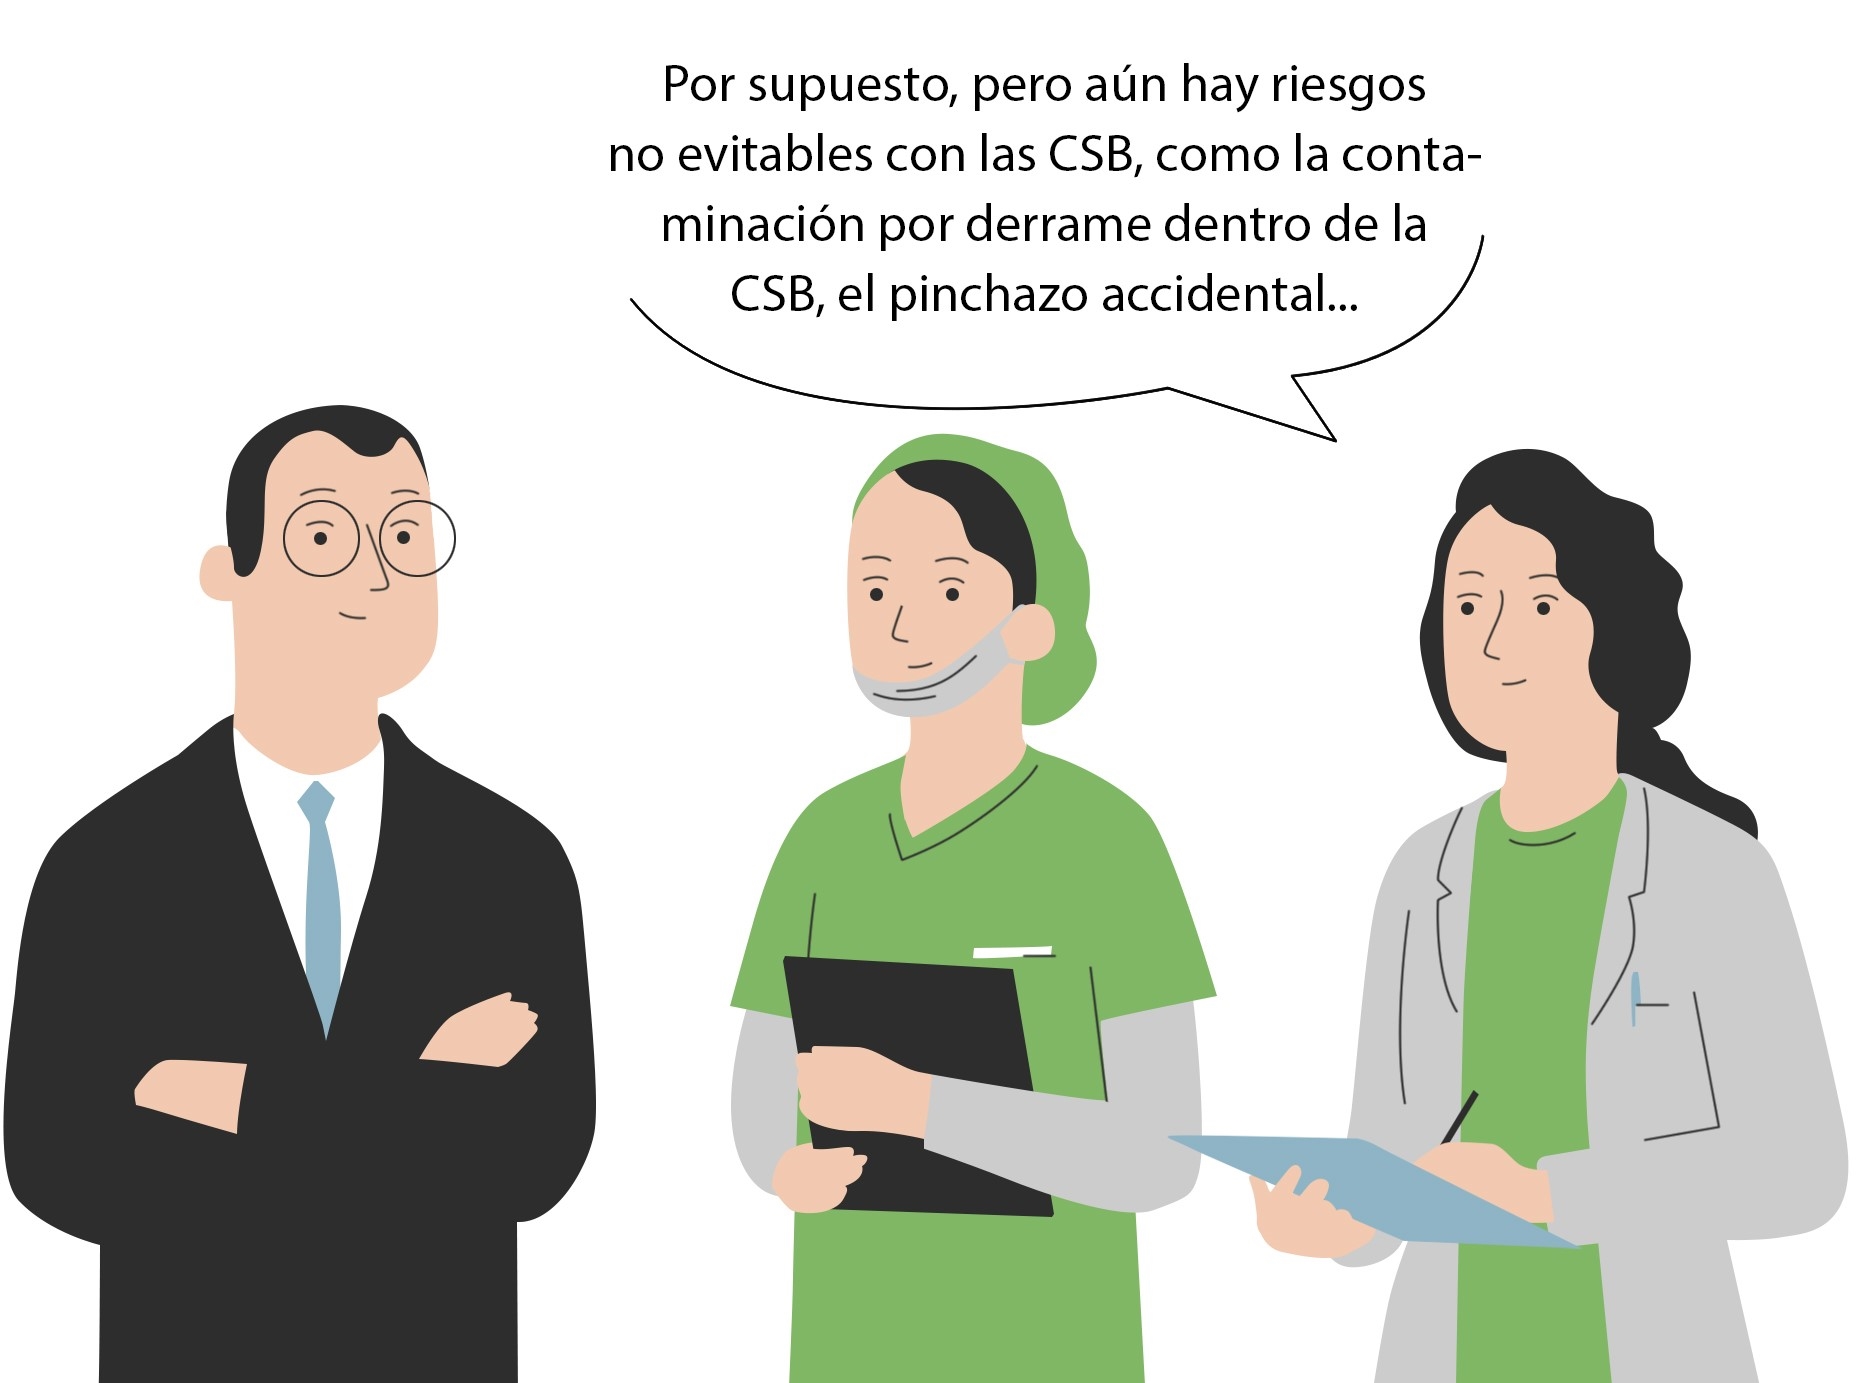 Por supuesto, pero aún hay riesgos
no evitables con las CSB, como la conta-
minación por derrame dentro de la
CSB, el pinchazo accidental...